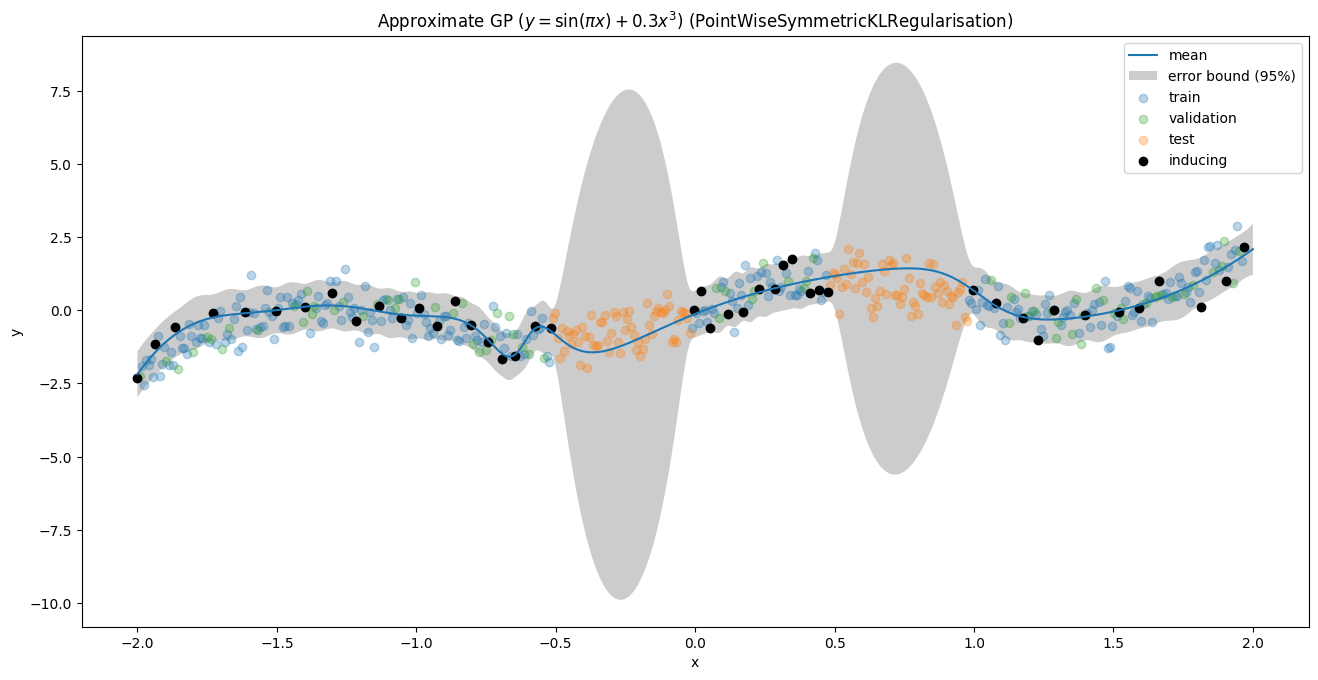 Approximate GP (y = sin(πx) + 0.3x³) (PointWiseSymmetricKLRegularisation)
mean
error bound (95%)
train
validation
test
inducing
7.5
5.0
2.5
0.0
−2.5
−5.0
−7.5
−10.0
y
−2.0 −1.5 −1.0 −0.5 0.0 0.5 1.0 1.5 2.0
x